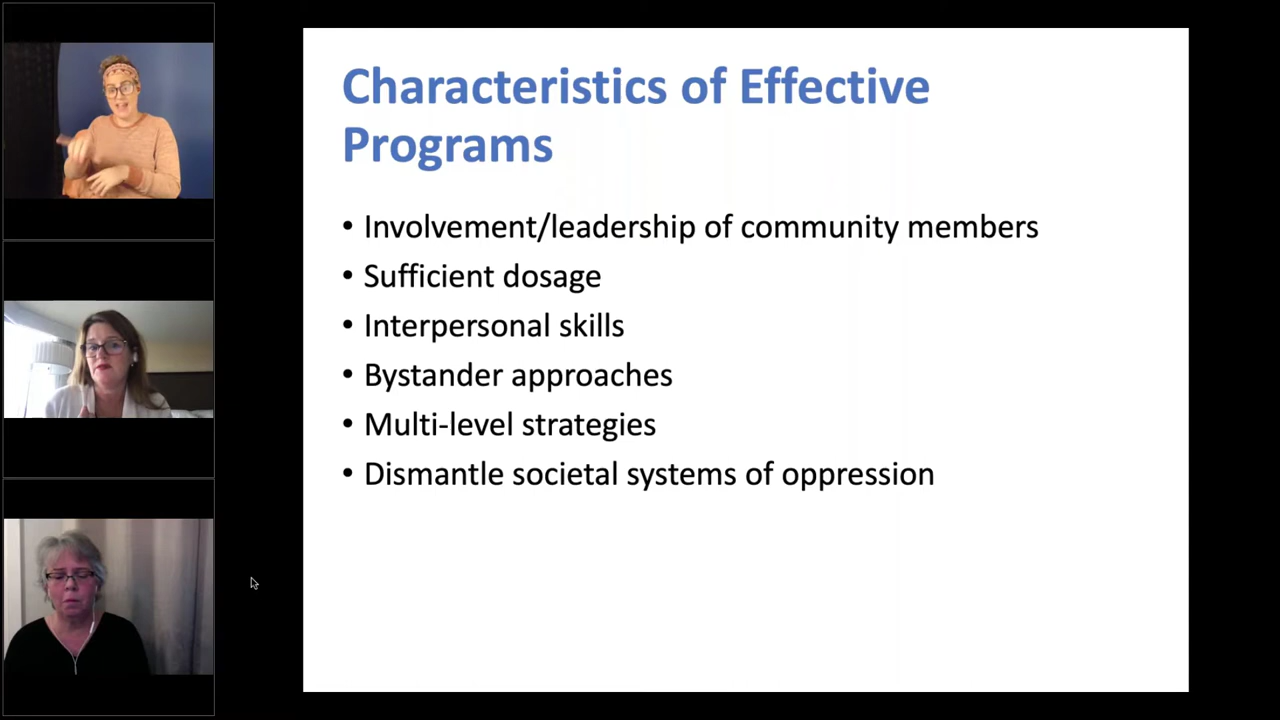 Characteristics of Effective
Programs
• Involvement/leadership of community members
• Sufficient dosage
• Interpersonal skills
• Bystander approaches
• Multi-level strategies
• Dismantle societal systems of oppression